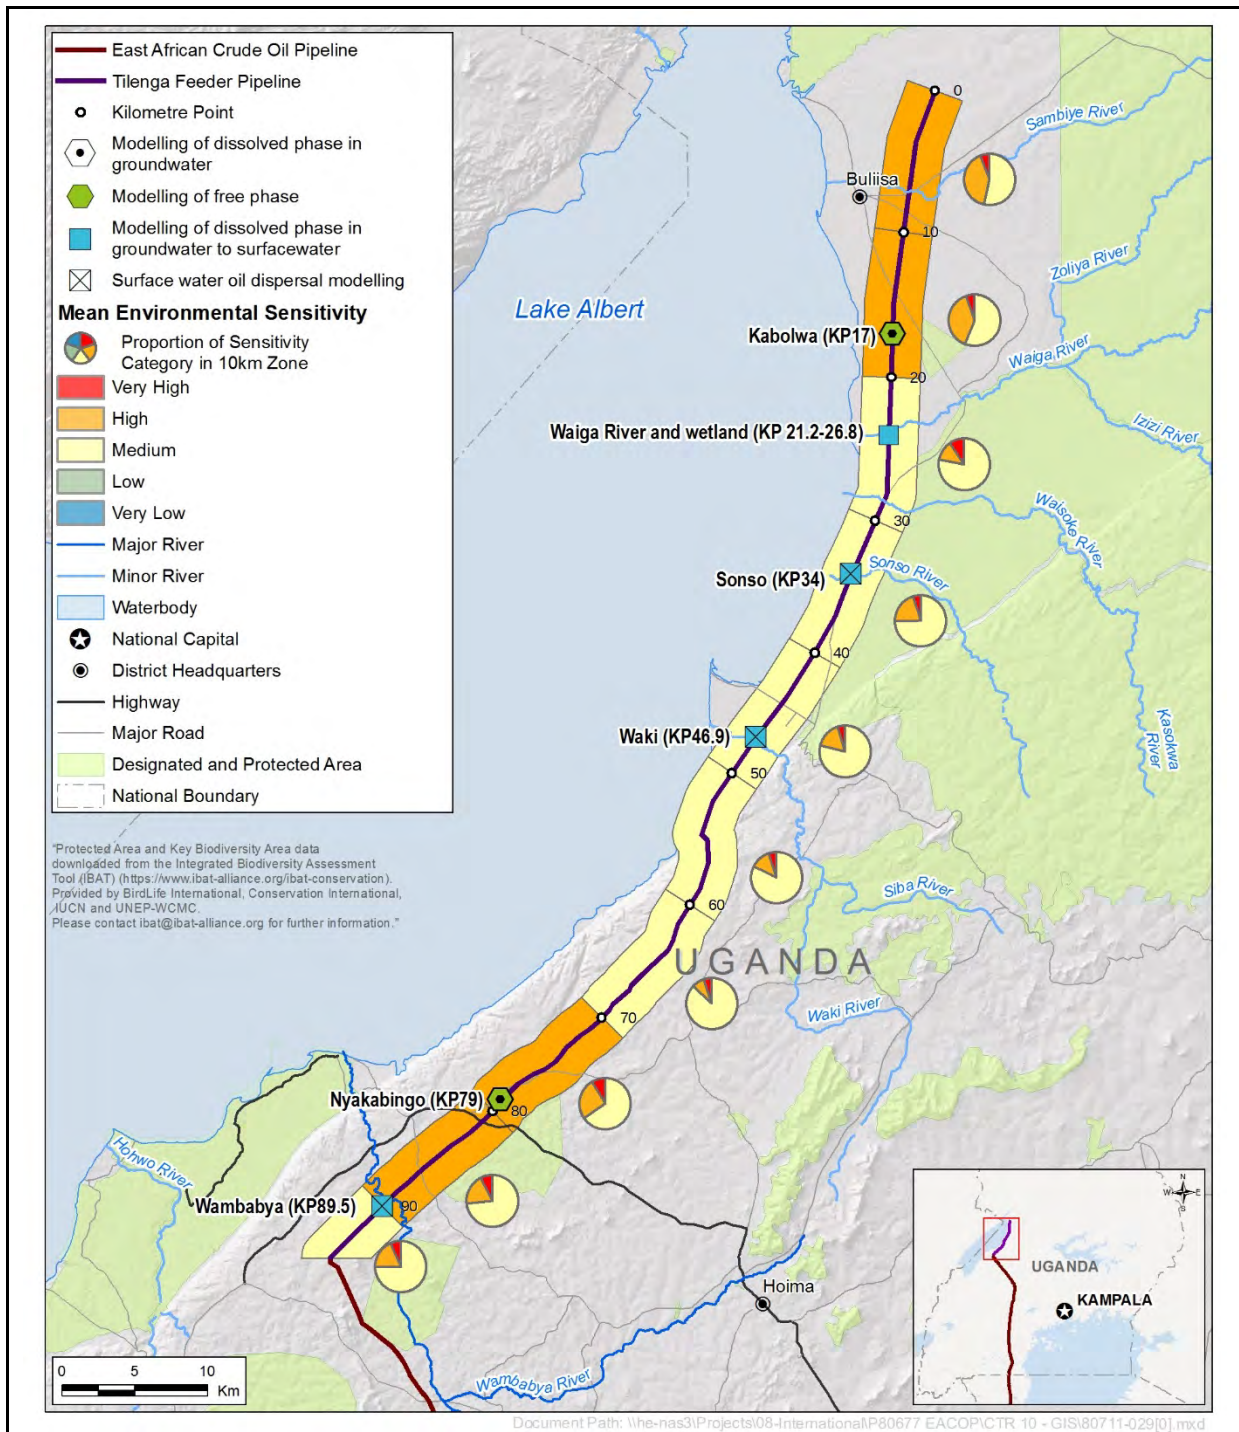 East African Crude Oil Pipeline
Tilenga Feeder Pipeline
Kilometre Point
Modelling of dissolved phase in
groundwater
Modelling of free phase
Modelling of dissolved phase in
groundwater to surfacewater
Surface water oil dispersal modelling
Mean Environmental Sensitivity
Proportion of Sensitivity
Category in 10km Zone
Very High
High
Medium
Low
Very Low
Major River
Minor River
Waterbody
National Capital
District Headquarters
Highway
Major Road
Designated and Protected Area
National Boundary
"Protected Area and Key Biodiversity Area data
downloaded from the Integrated Biodiversity Assessment
Tool (IBAT) (https://www.ibat-alliance.org/ibat-conservation).
Provided by BirdLife International, Conservation International,
IUCN and UNEP-WCMC.
Please contact ibat@ibat-alliance.org for further information."
0
Sambiye River
Buliisa
10
Zoliya River
Lake Albert
Kabolwa (KP17)
Waiga River
20
Waiga River and wetland (KP 21.2-26.8)
Izizi River
30
Waisoke River
Sonso (KP34)
Sonso River
40
Kasokwa
River
Waki (KP46.9)
50
Siba River
60
UGANDA
Waki River
70
Nyakabingo (KP79)
80
Hohwo River
Wambabya (KP89.5)
90
Hoima
Wambabya River
0 5 10
Km
N
W E
S
UGANDA
KAMPALA
Document Path: \\he-nas3\Projects\08-International\P80677 EACOP\CTR 10 - GIS\80711-029[0].mxd